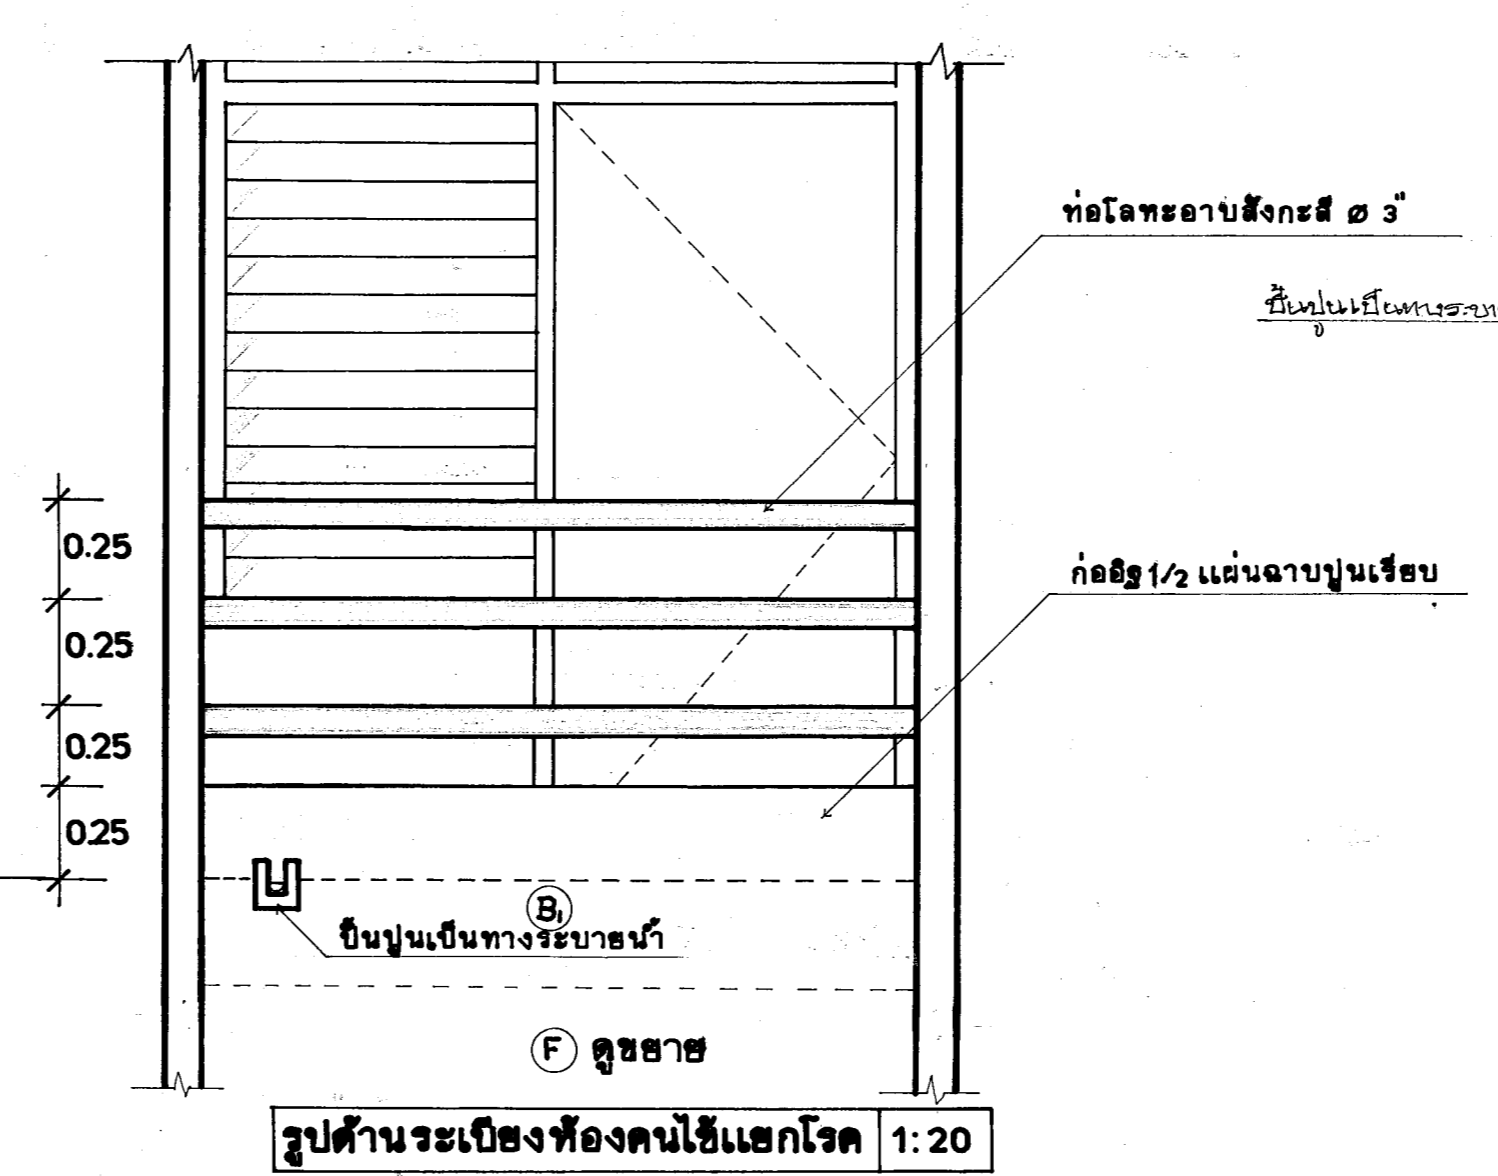 ท่อโลหะอาบสังกะสี ø 3"
ปั้นปูนเป็นทางระบา
0.25
ก่ออิฐ 1/2 แผ่นฉาบปูนเรียบ
0.25
0.25
0.25
B₁
ปั้นปูนเป็นทางระบายน้ำ
F ดูขยาย
รูปด้านระเบียงห้องคนไข้แยกโรค 1:20